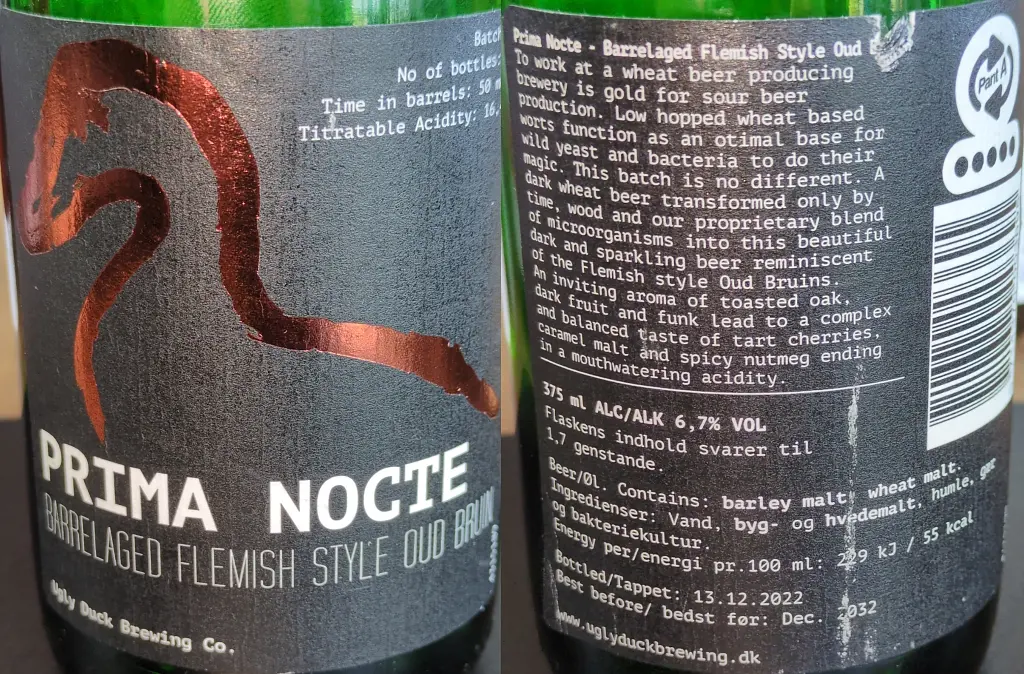 Batch
No of bottles:
Time in barrels: 50 m
Titratable Acidity: 16,
PRIMA NOCTE
BARRELAGED FLEMISH STYLE OUD BRUIN
Ugly Duck Brewing Co.
Prima Nocte - Barrelaged Flemish Style Oud
To work at a wheat beer producing
brewery is gold for sour beer
production. Low hopped wheat based
worts function as an otimal base for
wild yeast and bacteria to do their
magic. This batch is no different. A
dark wheat beer transformed only by
time, wood and our proprietary blend
of microorganisms into this beautiful
dark and sparkling beer reminiscent
of the Flemish style Oud Bruins.
An inviting aroma of toasted oak,
dark fruit and funk lead to a complex
and balanced taste of tart cherries,
caramel malt and spicy nutmeg ending
in a mouthwatering acidity.
375 ml ALC/ALK 6,7% VOL
Flaskens indhold svarer til
1,7 genstande.
Beer/Øl. Contains: barley malt, wheat malt.
Ingredienser: Vand, byg- og hvedemalt, humle, gær
og bakteriekultur.
Energy per/energi pr.100 ml: 229 kJ / 55 kcal
Bottled/Tappet: 13.12.2022
Best before/ bedst før: Dec. 2032
www.uglyduckbrewing.dk
Pant A